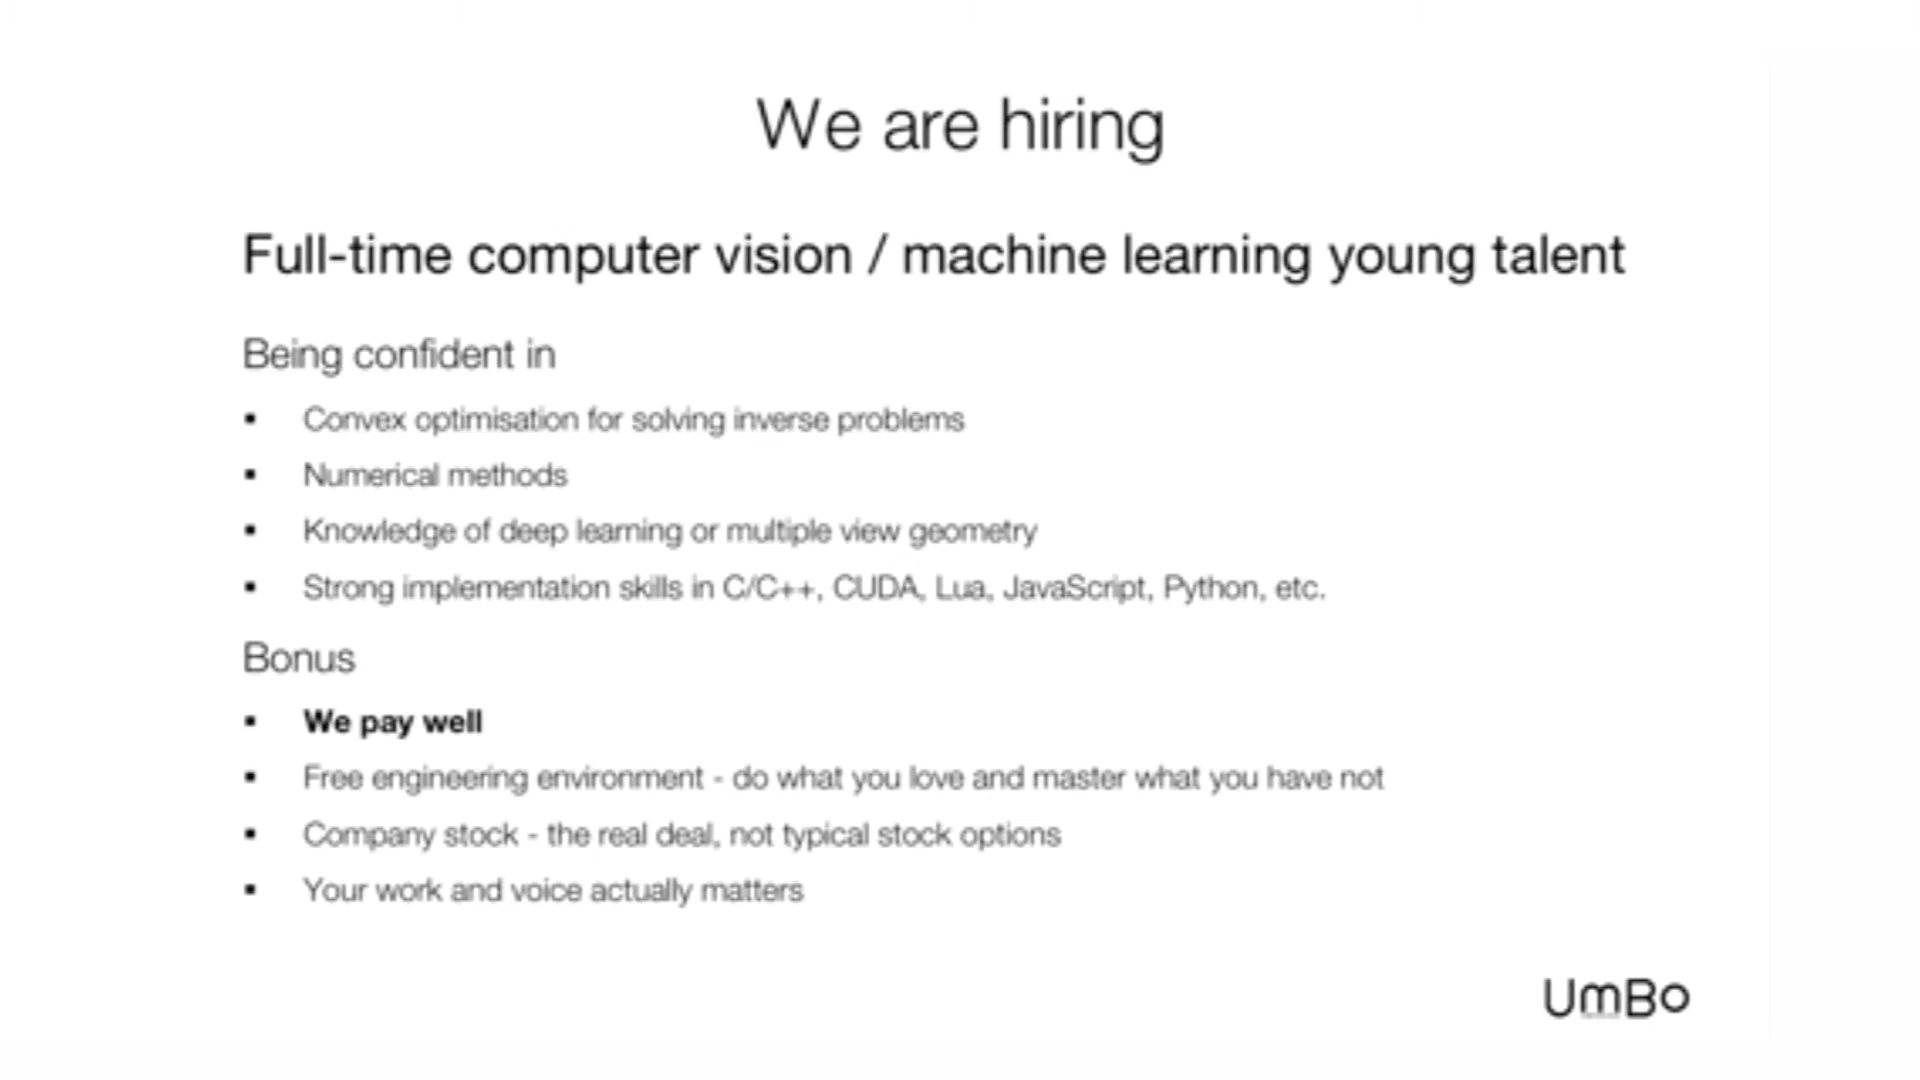 We are hiring
Full-time computer vision / machine learning young talent
Being confident in
▪ Convex optimisation for solving inverse problems
▪ Numerical methods
▪ Knowledge of deep learning or multiple view geometry
▪ Strong implementation skills in C/C++, CUDA, Lua, JavaScript, Python, etc.
Bonus
▪ We pay well
▪ Free engineering environment - do what you love and master what you have not
▪ Company stock - the real deal, not typical stock options
▪ Your work and voice actually matters
UmBo